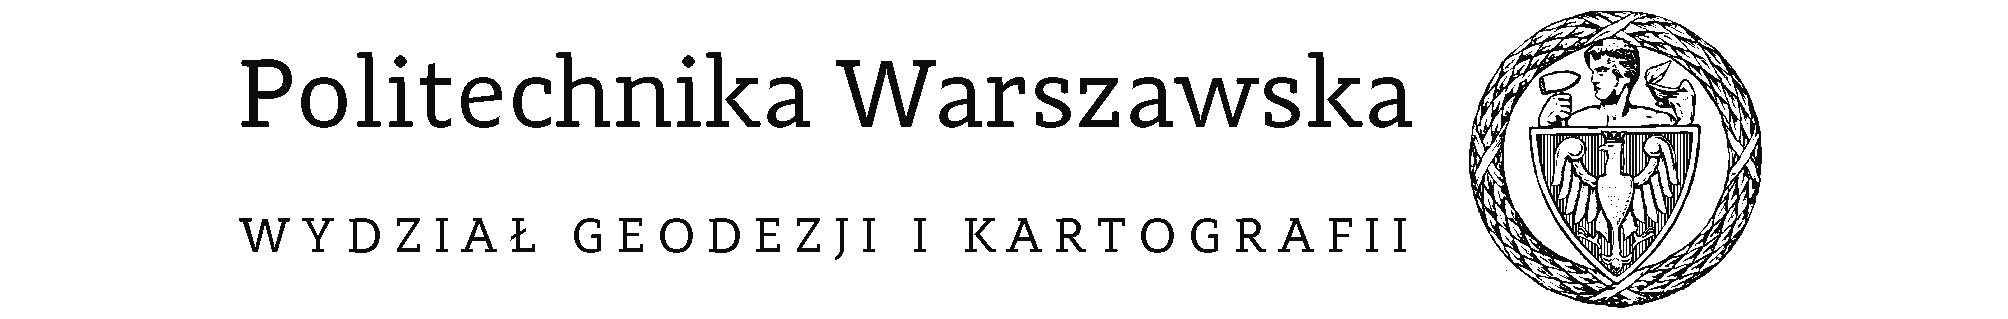 Politechnika Warszawska
WYDZIAŁ GEODEZJI I KARTOGRAFII